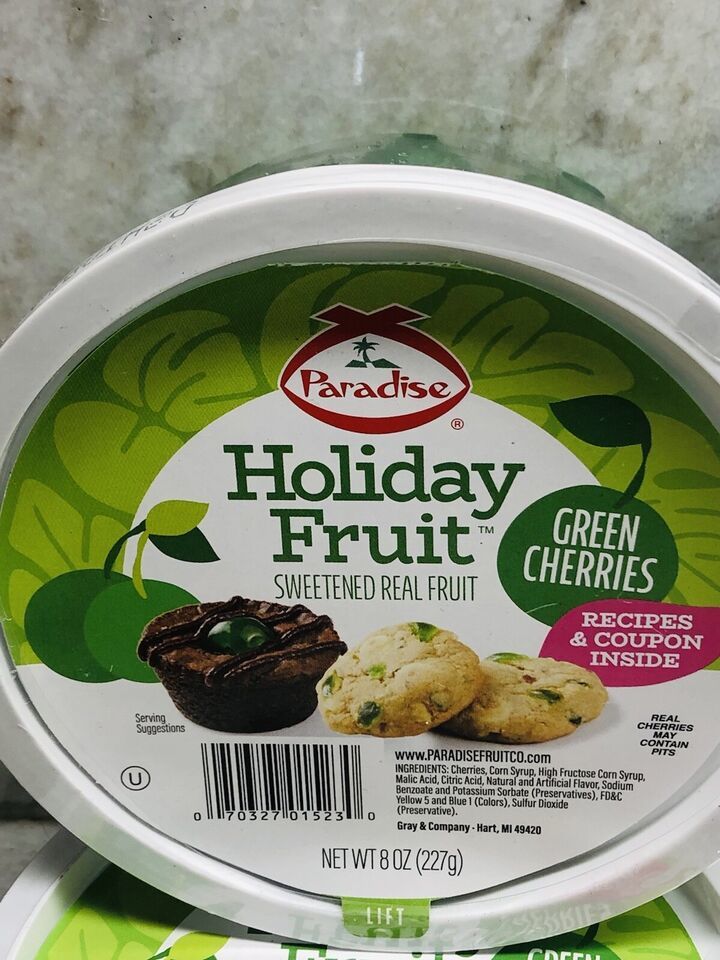 Paradise®
Holiday
Fruit™
SWEETENED REAL FRUIT
GREEN
CHERRIES
RECIPES
& COUPON
INSIDE
Serving
Suggestions
REAL
CHERRIES
MAY
CONTAIN
PITS
U
0 70327 01523 0
www.PARADISEFRUITCO.com
INGREDIENTS: Cherries, Corn Syrup, High Fructose Corn Syrup,
Malic Acid, Citric Acid, Natural and Artificial Flavor, Sodium
Benzoate and Potassium Sorbate (Preservatives), FD&C
Yellow 5 and Blue 1 (Colors), Sulfur Dioxide
(Preservative).
Gray & Company - Hart, MI 49420
NET WT 8 OZ (227g)
LIFT